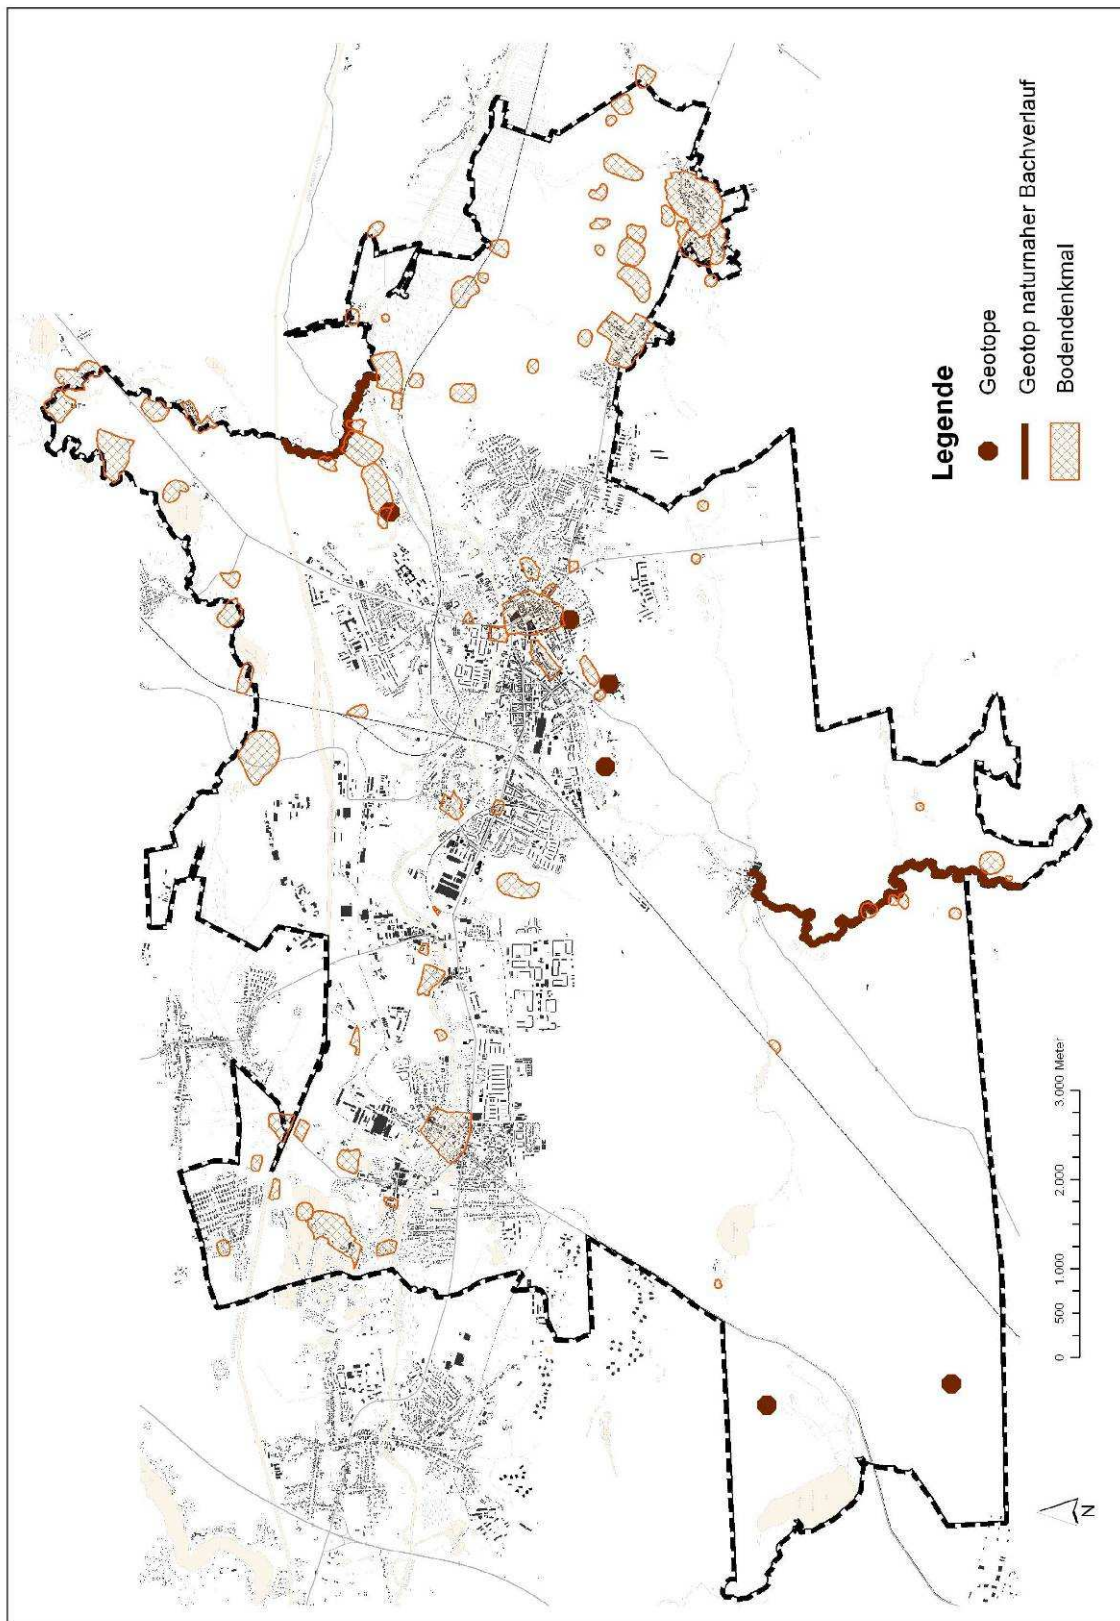 Legende
Geotope
Geotop naturnaher Bachverlauf
Bodendenkmal
0 500 1.000 2.000 3.000 Meter
N